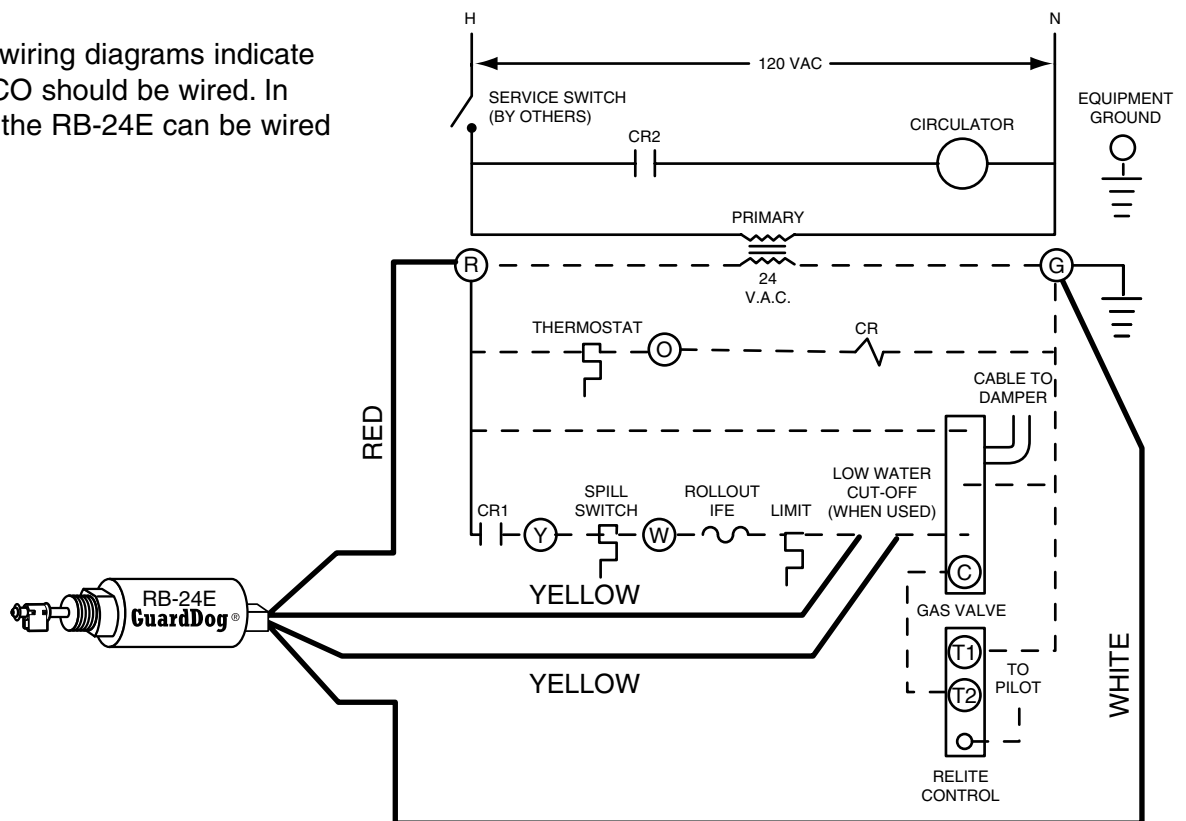 wiring diagrams indicate
CO should be wired. In
the RB-24E can be wired
H
N
120 VAC
SERVICE SWITCH
(BY OTHERS)
CR2
CIRCULATOR
EQUIPMENT
GROUND
PRIMARY
R
G
24
V.A.C.
THERMOSTAT
O
CR
CABLE TO
DAMPER
RED
LOW WATER
CUT-OFF
(WHEN USED)
CR1
Y
SPILL
SWITCH
W
ROLLOUT
IFE
LIMIT
C
YELLOW
RB-24E
GuardDog®
GAS VALVE
T1
TO
PILOT
T2
YELLOW
WHITE
RELITE
CONTROL